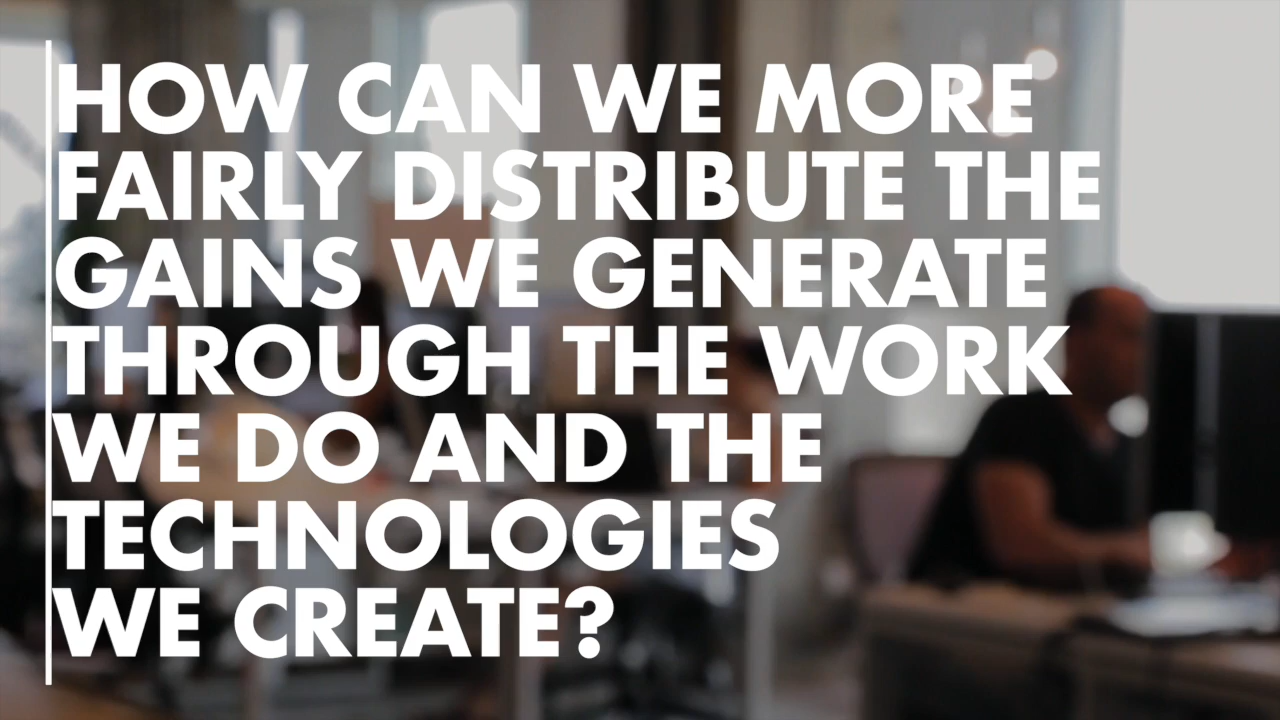 HOW CAN WE MORE
FAIRLY DISTRIBUTE THE
GAINS WE GENERATE
THROUGH THE WORK
WE DO AND THE
TECHNOLOGIES
WE CREATE?